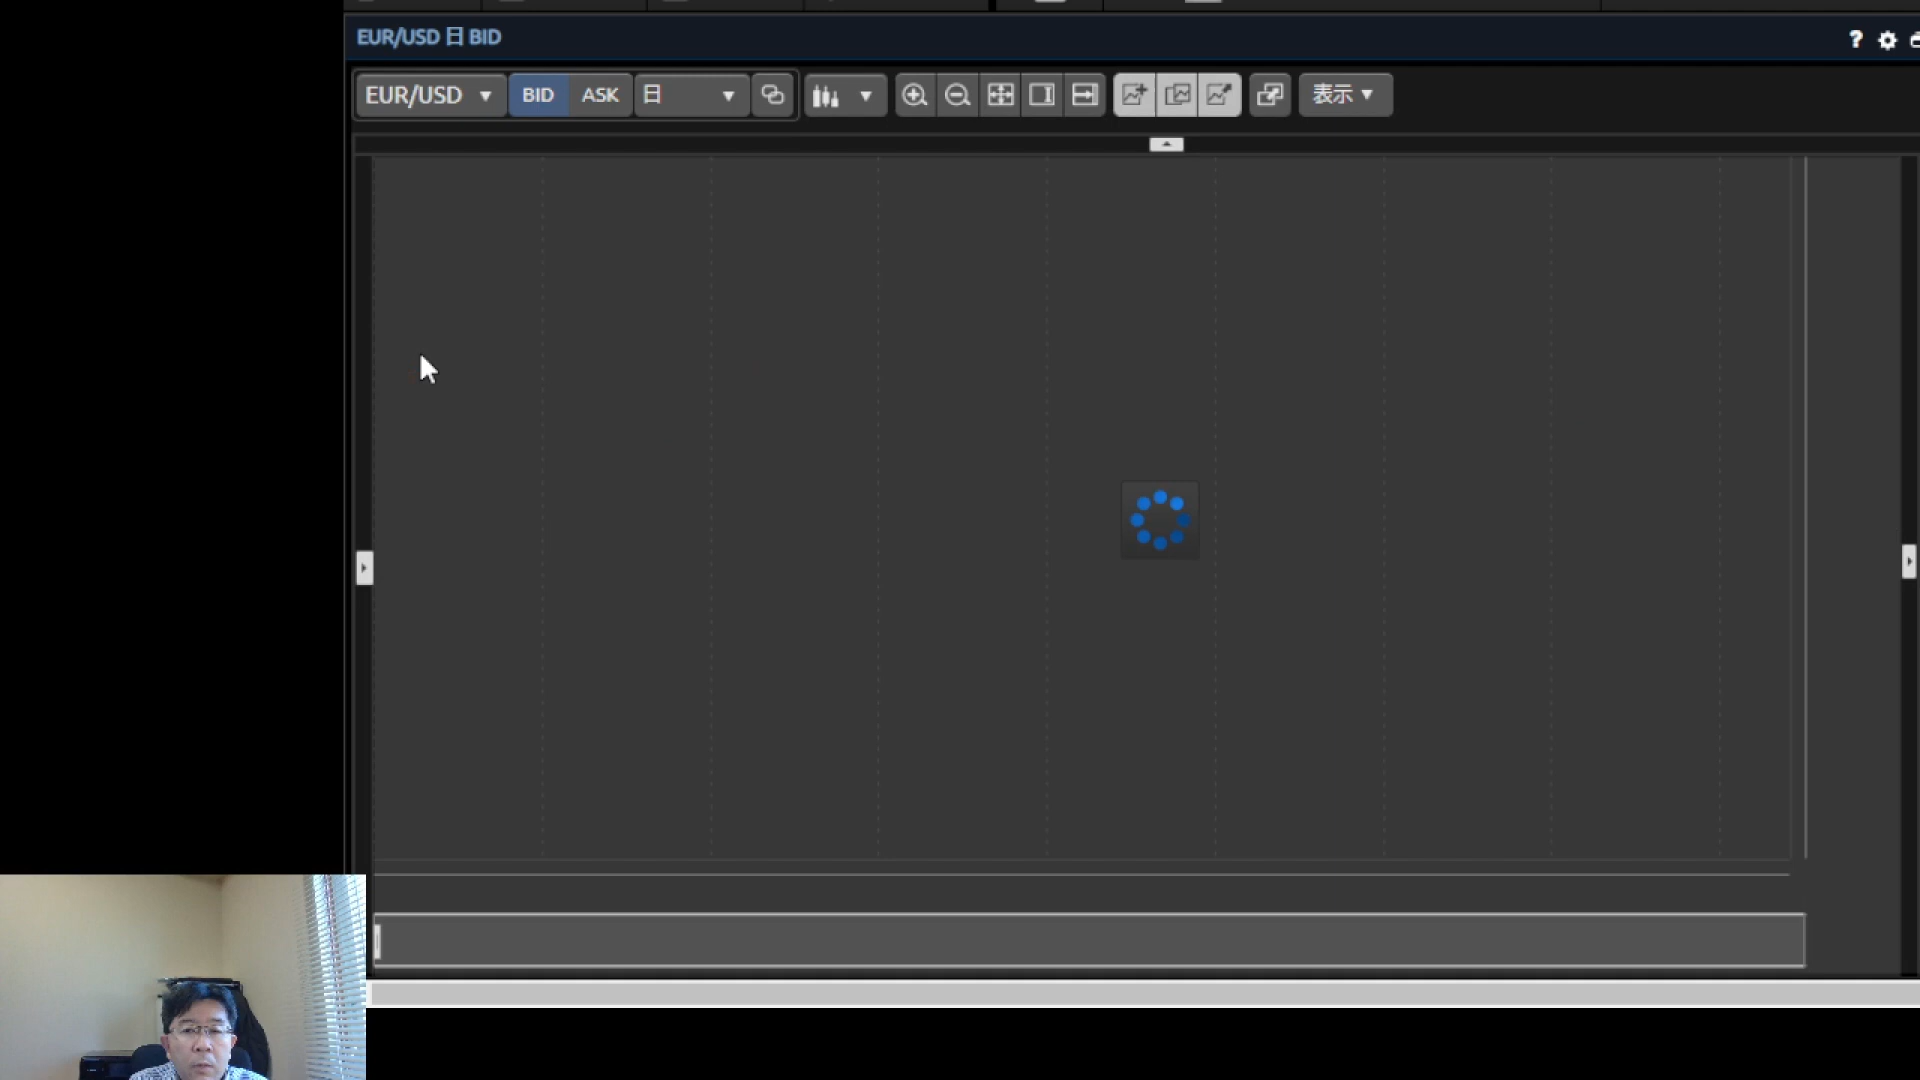 EUR/USD 日 BID
EUR/USD BID ASK 日 表示